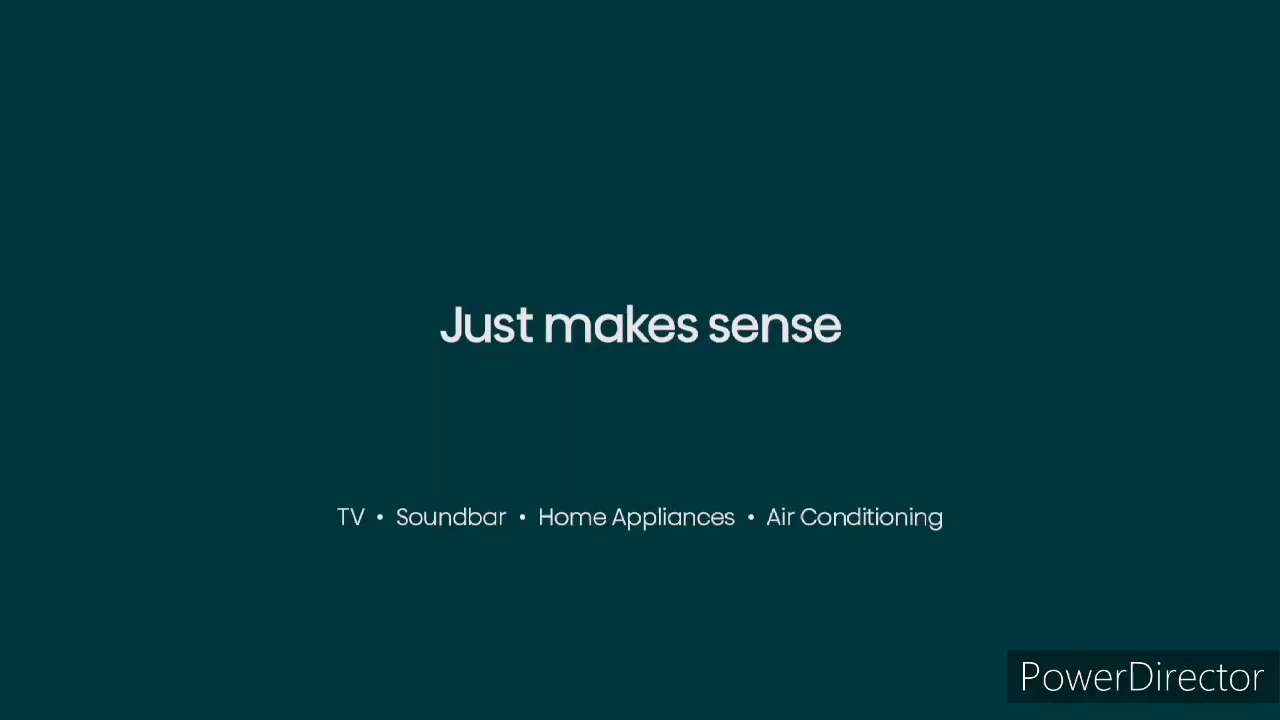 Just makes sense
TV • Soundbar • Home Appliances • Air Conditioning
PowerDirector